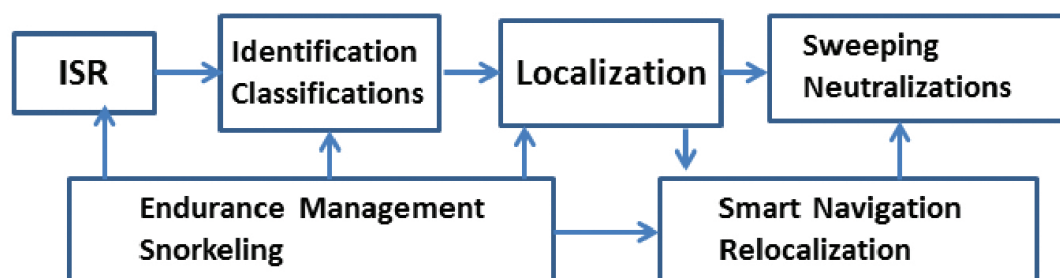 ISR
Identification
Classifications
Localization
Sweeping
Neutralizations
Endurance Management
Snorkeling
Smart Navigation
Relocalization